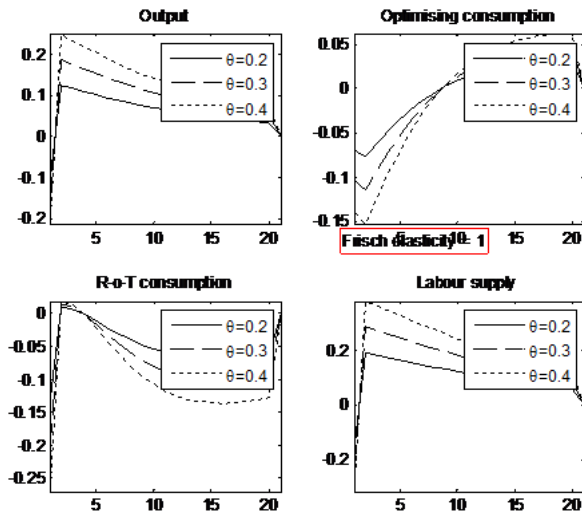 Output
0.2
0.1
0
-0.1
-0.2
5
10
15
20
θ=0.2
θ=0.3
θ=0.4
Optimising consumption
0.05
0
-0.05
-0.1
-0.15
5
10
15
20
θ=0.2
θ=0.3
θ=0.4
Frisch elasticity = 1
R-o-T consumption
0
-0.05
-0.1
-0.15
-0.2
-0.25
5
10
15
20
θ=0.2
θ=0.3
θ=0.4
Labour supply
0.2
0
-0.2
5
10
15
20
θ=0.2
θ=0.3
θ=0.4